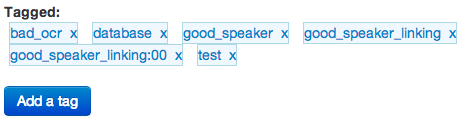 Tagged:
bad_ocr x database x good_speaker x good_speaker_linking x
good_speaker_linking:00 x test x
Add a tag